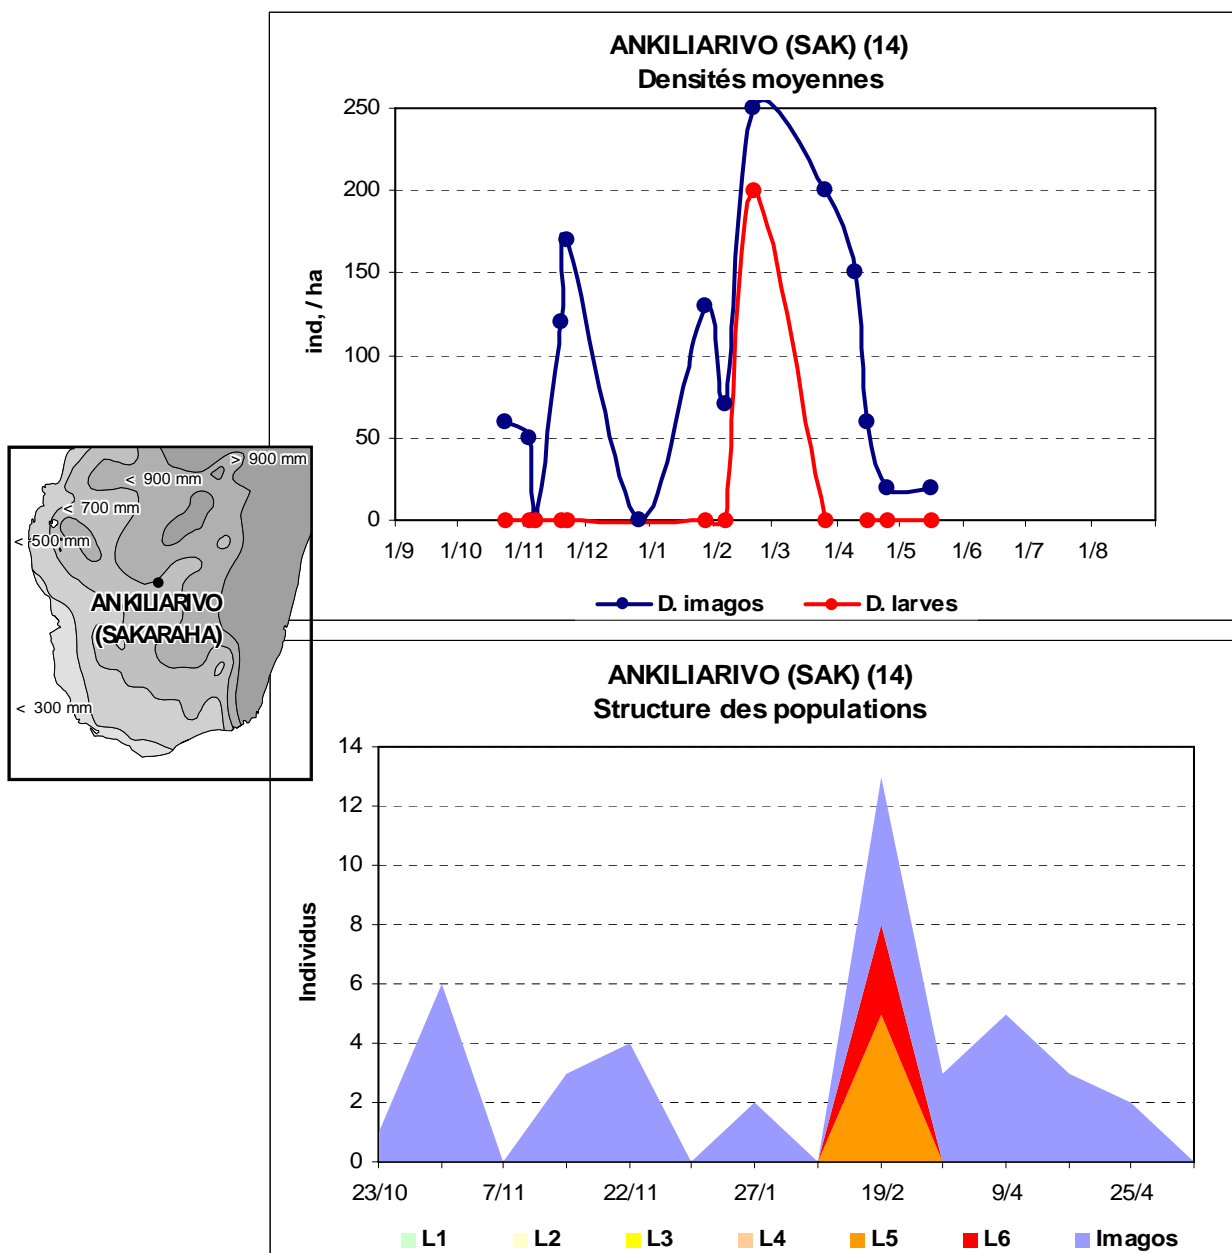 ANKILIARIVO (SAK) (14)
Densités moyennes
250
200
150
100
50
0
ind, / ha
1/9 1/10 1/11 1/12 1/1 1/2 1/3 1/4 1/5 1/6 1/7 1/8
D. imagos D. larves
> 900 mm
< 900 mm
< 700 mm
< 500 mm
ANKILIARIVO
(SAKARAHA)
< 300 mm
ANKILIARIVO (SAK) (14)
Structure des populations
14
12
10
8
6
4
2
0
Individus
23/10 7/11 22/11 27/1 19/2 9/4 25/4
L1 L2 L3 L4 L5 L6 Imagos